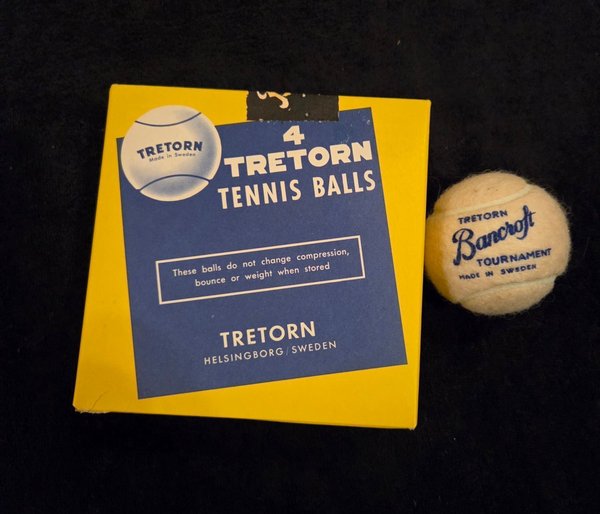 TRETORN
Made in Sweden
4
TRETORN
TENNIS BALLS
These balls do not change compression,
bounce or weight when stored
TRETORN
HELSINGBORG/SWEDEN
TRETORN
Bancroft
TOURNAMENT
MADE IN SWEDEN